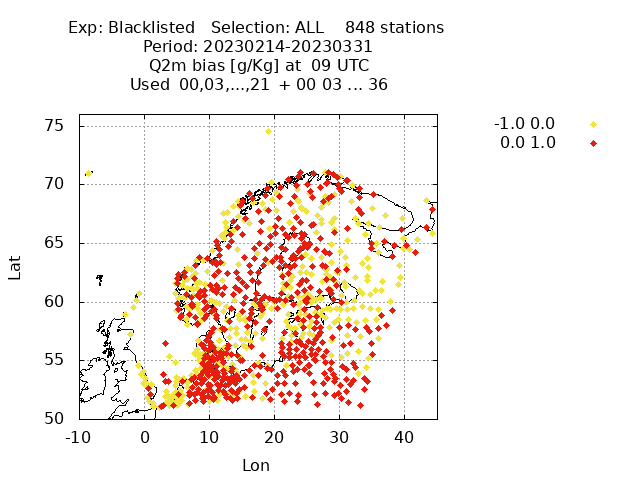 Exp: Blacklisted   Selection: ALL    848 stations
Period: 20230214-20230331
Q2m bias [g/Kg] at  09 UTC
Used  00,03,...,21  + 00 03 ... 36
-1.0 0.0
0.0 1.0
75
70
65
60
55
50
Lat
-10 0 10 20 30 40
Lon